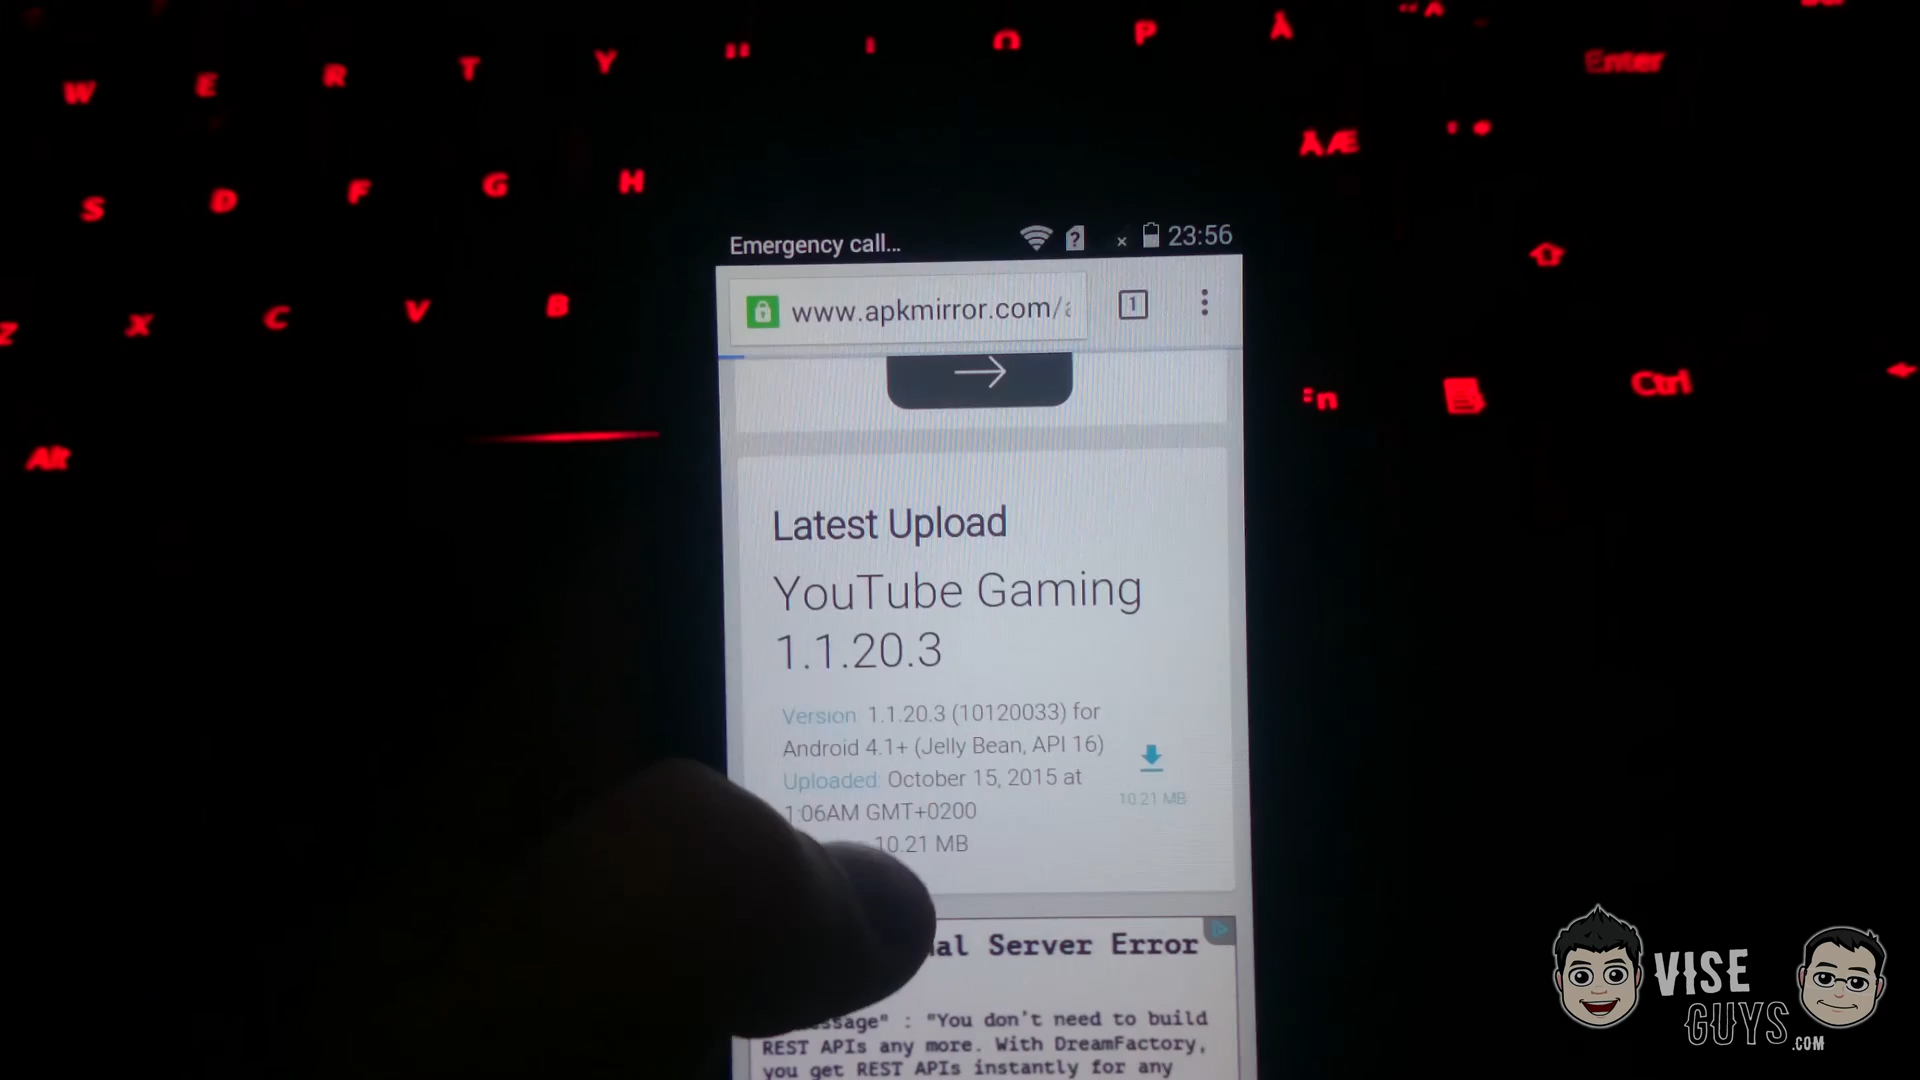 W E R T Y I O P Å
Enter
S D F G H
Z X C V B
Ctrl
Alt
Emergency call...
23:56
www.apkmirror.com/
1
Latest Upload
YouTube Gaming
1.1.20.3
Version 1.1.20.3 (10120033) for
Android 4.1+ (Jelly Bean, API 16)
Uploaded: October 15, 2015 at
1:06AM GMT+0200
10.21 MB
10.21 MB
Server Error
" : "You don't need to build
REST APIs any more. With DreamFactory,
you get REST APIs instantly for any
VISE
GUYS
.COM